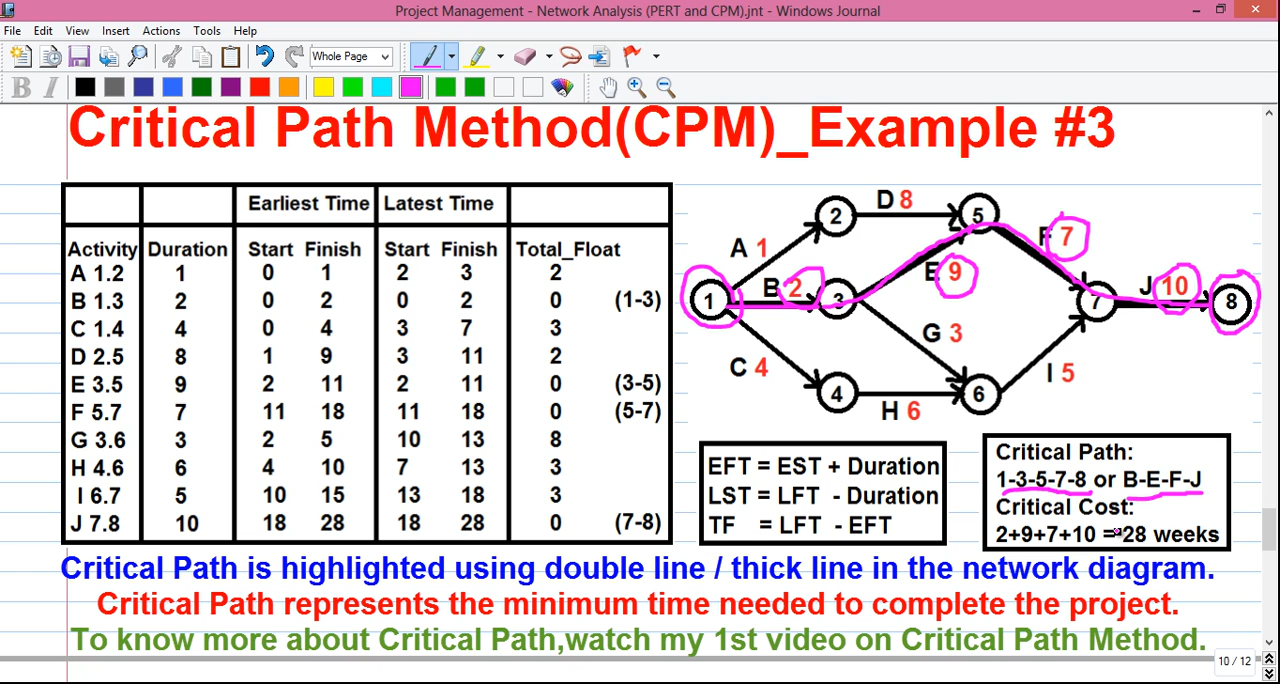 Project Management - Network Analysis (PERT and CPM).jnt - Windows Journal
File Edit View Insert Actions Tools Help
Whole Page
B I
Critical Path Method(CPM)_Example #3
Earliest Time Latest Time
Activity Duration Start Finish Start Finish Total_Float
A 1.2 1 0 1 2 3 2
B 1.3 2 0 2 0 2 0 (1-3)
C 1.4 4 0 4 3 7 3
D 2.5 8 1 9 3 11 2
E 3.5 9 2 11 2 11 0 (3-5)
F 5.7 7 11 18 11 18 0 (5-7)
G 3.6 3 2 5 10 13 8
H 4.6 6 4 10 7 13 3
I 6.7 5 10 15 13 18 3
J 7.8 10 18 28 18 28 0 (7-8)
D 8
2 5
A 1 F 7
E 9
B 2 J 10
1 3 7 8
G 3
C 4 I 5
4 6
H 6
EFT = EST + Duration
LST = LFT - Duration
TF = LFT - EFT
Critical Path:
1-3-5-7-8 or B-E-F-J
Critical Cost:
2+9+7+10 = 28 weeks
Critical Path is highlighted using double line / thick line in the network diagram.
Critical Path represents the minimum time needed to complete the project.
To know more about Critical Path,watch my 1st video on Critical Path Method.
10 / 12